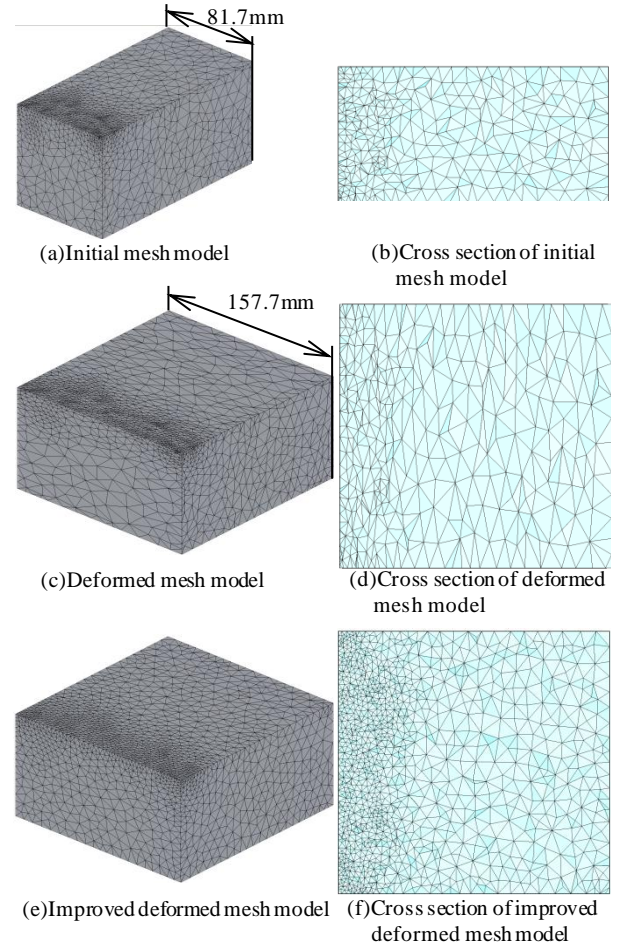 81.7mm
(a)Initial mesh model
(b)Cross section of initial
mesh model
157.7mm
(c)Deformed mesh model
(d)Cross section of deformed
mesh model
(e)Improved deformed mesh model
(f)Cross section of improved
deformed mesh model